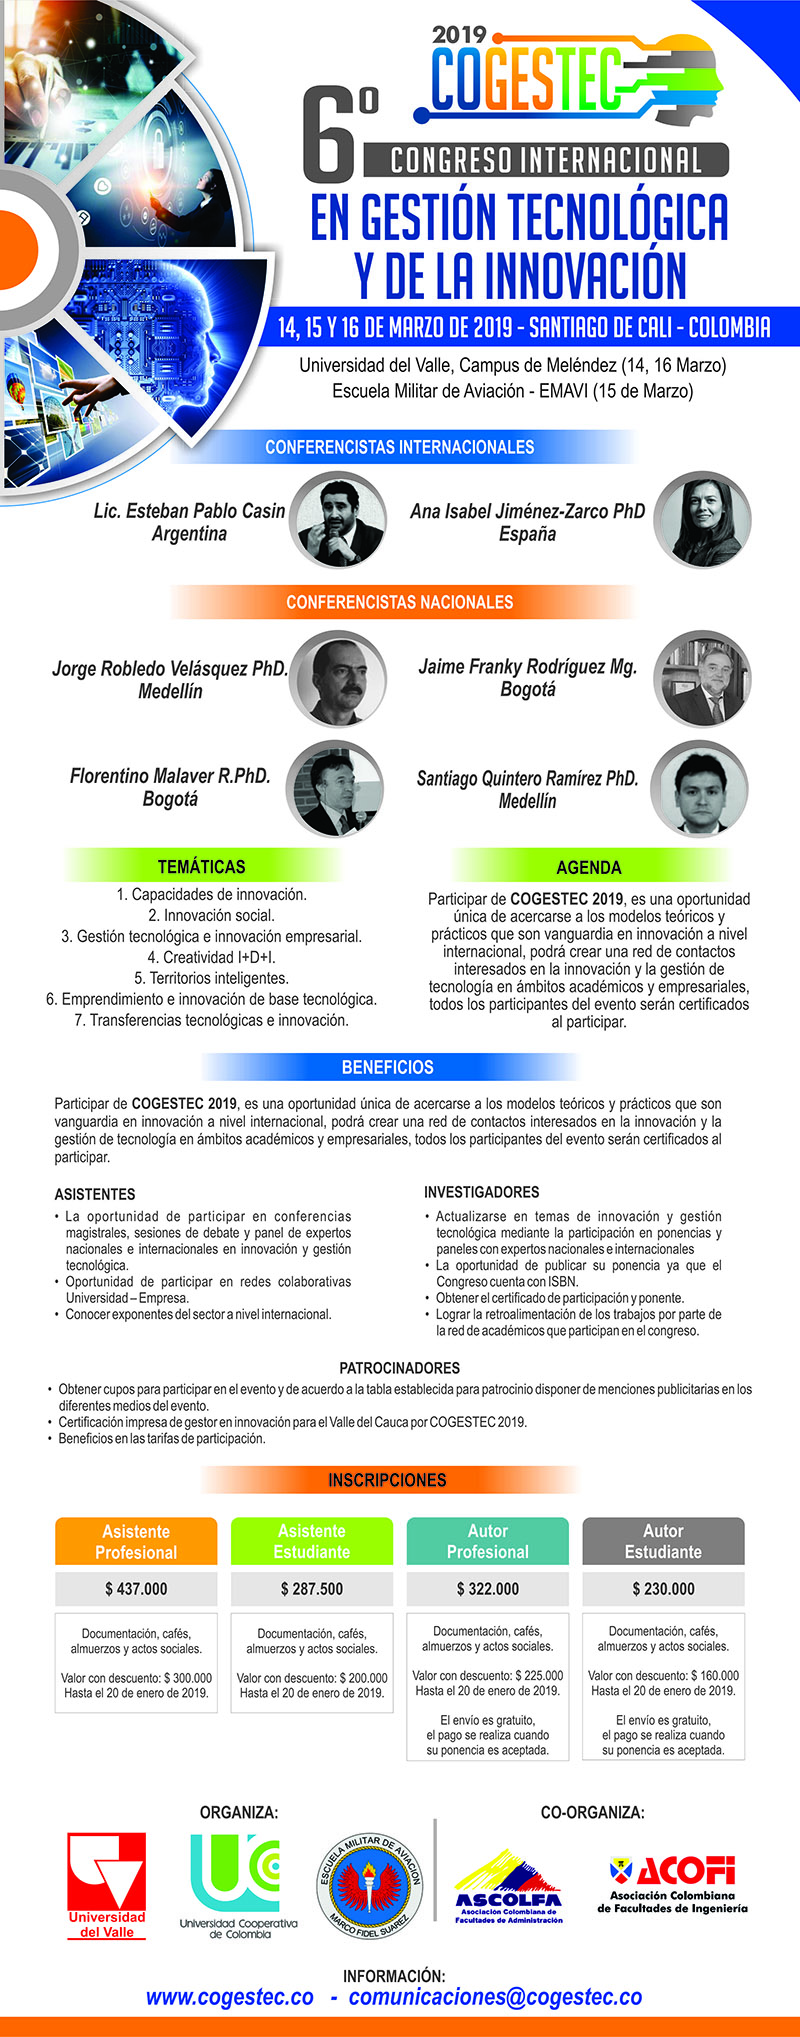 2019
COGESTEC
6º
CONGRESO INTERNACIONAL
EN GESTIÓN TECNOLÓGICA
Y DE LA INNOVACIÓN
14, 15 Y 16 DE MARZO DE 2019 - SANTIAGO DE CALI - COLOMBIA
Universidad del Valle, Campus de Meléndez (14, 16 Marzo)
Escuela Militar de Aviación - EMAVI (15 de Marzo)
CONFERENCISTAS INTERNACIONALES
Lic. Esteban Pablo Casin
Argentina
Ana Isabel Jiménez-Zarco PhD
España
CONFERENCISTAS NACIONALES
Jorge Robledo Velásquez PhD.
Medellín
Jaime Franky Rodríguez Mg.
Bogotá
Florentino Malaver R.PhD.
Bogotá
Santiago Quintero Ramírez PhD.
Medellín
TEMÁTICAS
1. Capacidades de innovación.
2. Innovación social.
3. Gestión tecnológica e innovación empresarial.
4. Creatividad I+D+I.
5. Territorios inteligentes.
6. Emprendimiento e innovación de base tecnológica.
7. Transferencias tecnológicas e innovación.
AGENDA
Participar de COGESTEC 2019, es una oportunidad
única de acercarse a los modelos teóricos y
prácticos que son vanguardia en innovación a nivel
internacional, podrá crear una red de contactos
interesados en la innovación y la gestión de
tecnología en ámbitos académicos y empresariales,
todos los participantes del evento serán certificados
al participar.
BENEFICIOS
Participar de COGESTEC 2019, es una oportunidad única de acercarse a los modelos teóricos y prácticos que son
vanguardia en innovación a nivel internacional, podrá crear una red de contactos interesados en la innovación y la
gestión de tecnología en ámbitos académicos y empresariales, todos los participantes del evento serán certificados al
participar.
ASISTENTES
• La oportunidad de participar en conferencias
magistrales, sesiones de debate y panel de expertos
nacionales e internacionales en innovación y gestión
tecnológica.
• Oportunidad de participar en redes colaborativas
Universidad – Empresa.
• Conocer exponentes del sector a nivel internacional.
INVESTIGADORES
• Actualizarse en temas de innovación y gestión
tecnológica mediante la participación en ponencias y
paneles con expertos nacionales e internacionales
• La oportunidad de publicar su ponencia ya que el
Congreso cuenta con ISBN.
• Obtener el certificado de participación y ponente.
• Lograr la retroalimentación de los trabajos por parte de
la red de académicos que participan en el congreso.
PATROCINADORES
• Obtener cupos para participar en el evento y de acuerdo a la tabla establecida para patrocinio disponer de menciones publicitarias en los
diferentes medios del evento.
• Certificación impresa de gestor en innovación para el Valle del Cauca por COGESTEC 2019.
• Beneficios en las tarifas de participación.
INSCRIPCIONES
Asistente
Profesional
$ 437.000
Documentación, cafés,
almuerzos y actos sociales.
Valor con descuento: $ 300.000
Hasta el 20 de enero de 2019.
Asistente
Estudiante
$ 287.500
Documentación, cafés,
almuerzos y actos sociales.
Valor con descuento: $ 200.000
Hasta el 20 de enero de 2019.
Autor
Profesional
$ 322.000
Documentación, cafés,
almuerzos y actos sociales.
Valor con descuento: $ 225.000
Hasta el 20 de enero de 2019.
El envío es gratuito,
el pago se realiza cuando
su ponencia es aceptada.
Autor
Estudiante
$ 230.000
Documentación, cafés,
almuerzos y actos sociales.
Valor con descuento: $ 160.000
Hasta el 20 de enero de 2019.
El envío es gratuito,
el pago se realiza cuando
su ponencia es aceptada.
ORGANIZA:
Universidad
del Valle
UCC
Universidad Cooperativa
de Colombia
ESCUELA MILITAR DE AVIACION
MARCO FIDEL SUAREZ
CO-ORGANIZA:
ASCOLFA
Asociación Colombiana de
Facultades de Administración
ACOFI
Asociación Colombiana
de Facultades de Ingeniería
INFORMACIÓN:
www.cogestec.co - comunicaciones@cogestec.co